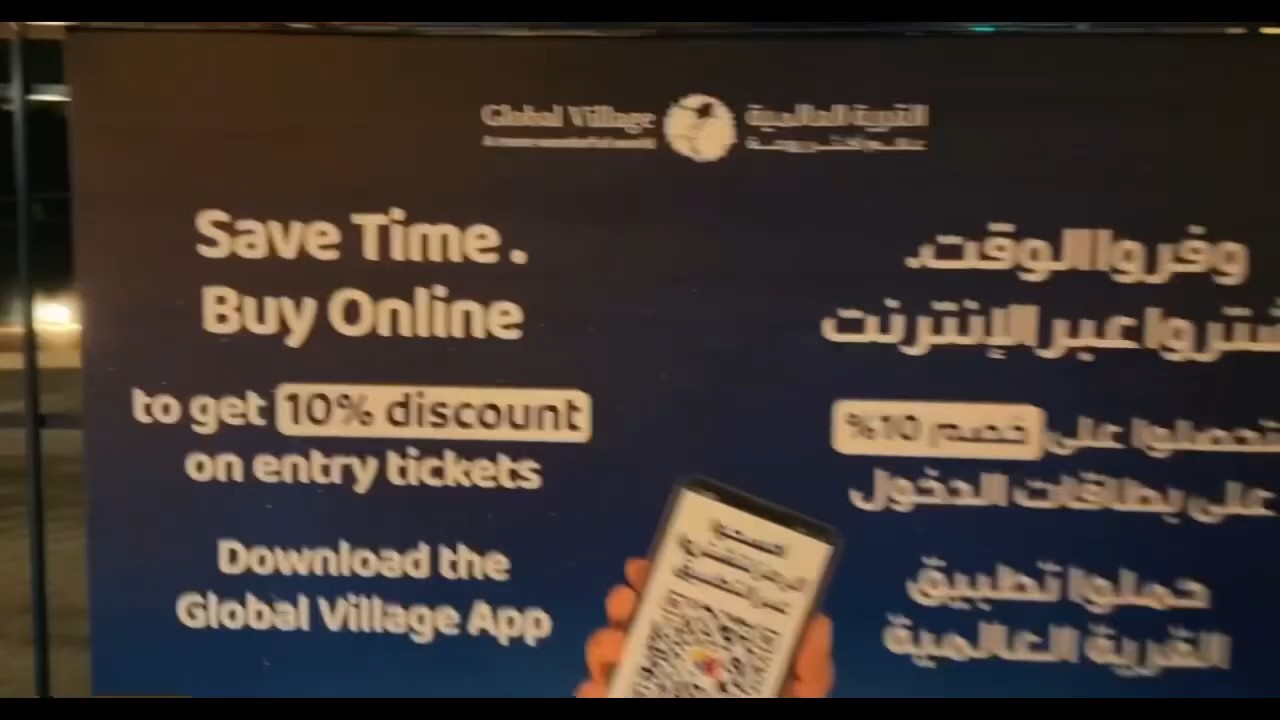 Global Village
القرية العالمية
Save Time.
Buy Online
to get 10% discount
on entry tickets
Download the
Global Village App
وفروا الوقت.
عبر الإنترنت
على خصم 10%
على بطاقات الدخول
حملوا تطبيق
القرية العالمية